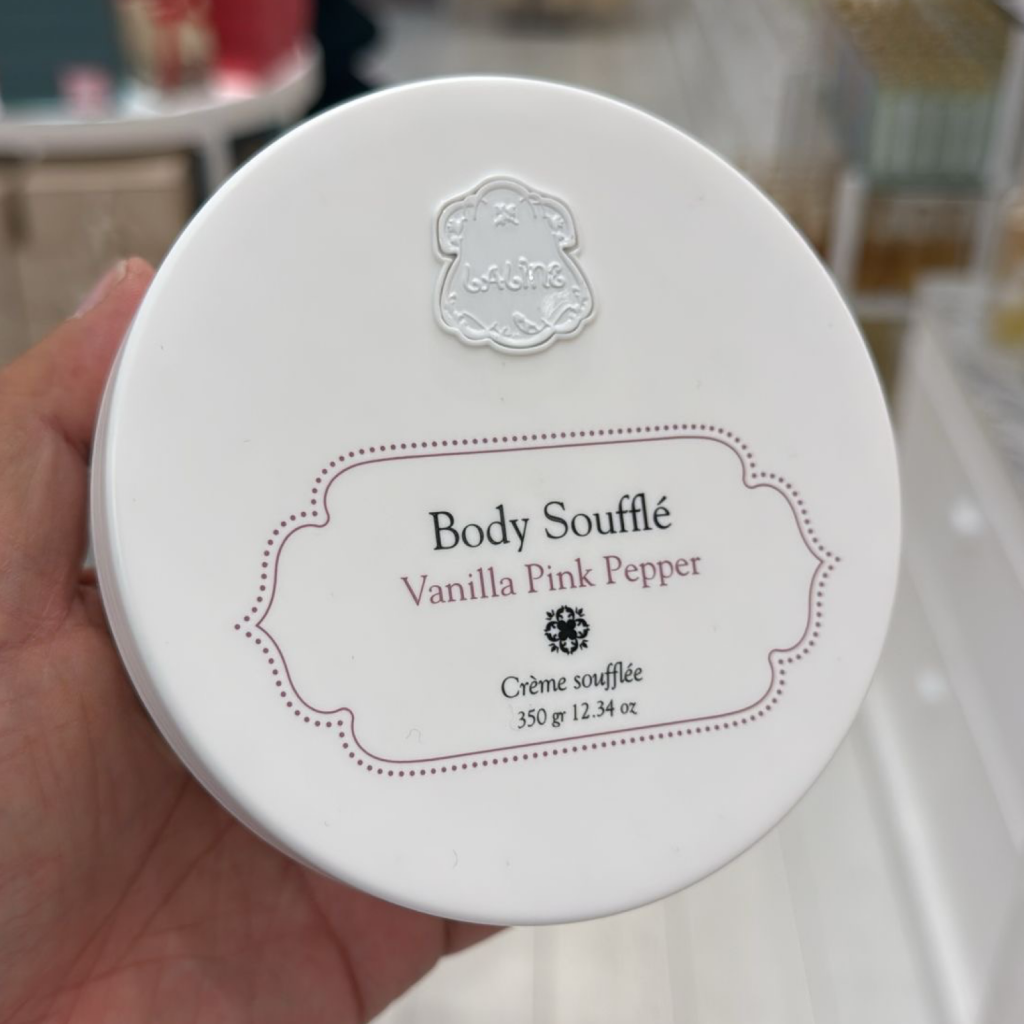 LALINE
Body Soufflé
Vanilla Pink Pepper
Crème soufflée
350 gr 12.34 oz